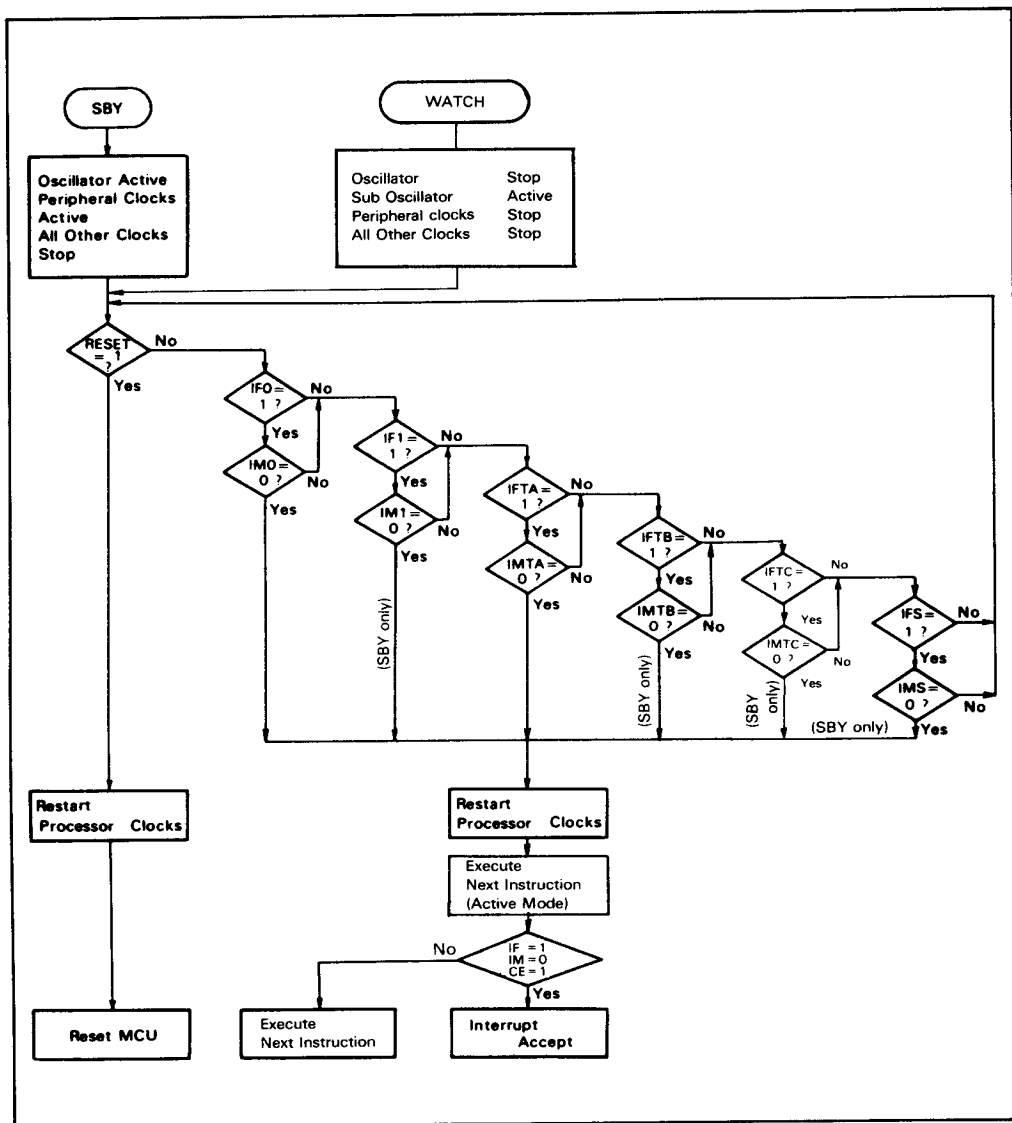 SBY
WATCH
Oscillator Active
Peripheral Clocks
Active
All Other Clocks
Stop
Oscillator Stop
Sub Oscillator Active
Peripheral clocks Stop
All Other Clocks Stop
RESET
= 1
?
No
Yes
IF0=
1 ?
No
Yes
IM0=
0 ?
No
Yes
IF1=
1 ?
No
Yes
IM1=
0 ?
No
Yes
(SBY only)
IFTA=
1 ?
No
Yes
IMTA=
0 ?
No
Yes
IFTB=
1 ?
No
Yes
IMTB=
0 ?
No
Yes
(SBY only)
IFTC=
1 ?
No
Yes
IMTC=
0 ?
No
Yes
(SBY
only)
IFS=
1 ?
No
Yes
IMS=
0 ?
No
Yes
(SBY only)
Restart
Processor Clocks
Restart
Processor Clocks
Execute
Next Instruction
(Active Mode)
IF = 1
IM = 0
CE = 1
No
Yes
Reset MCU
Execute
Next Instruction
Interrupt
Accept